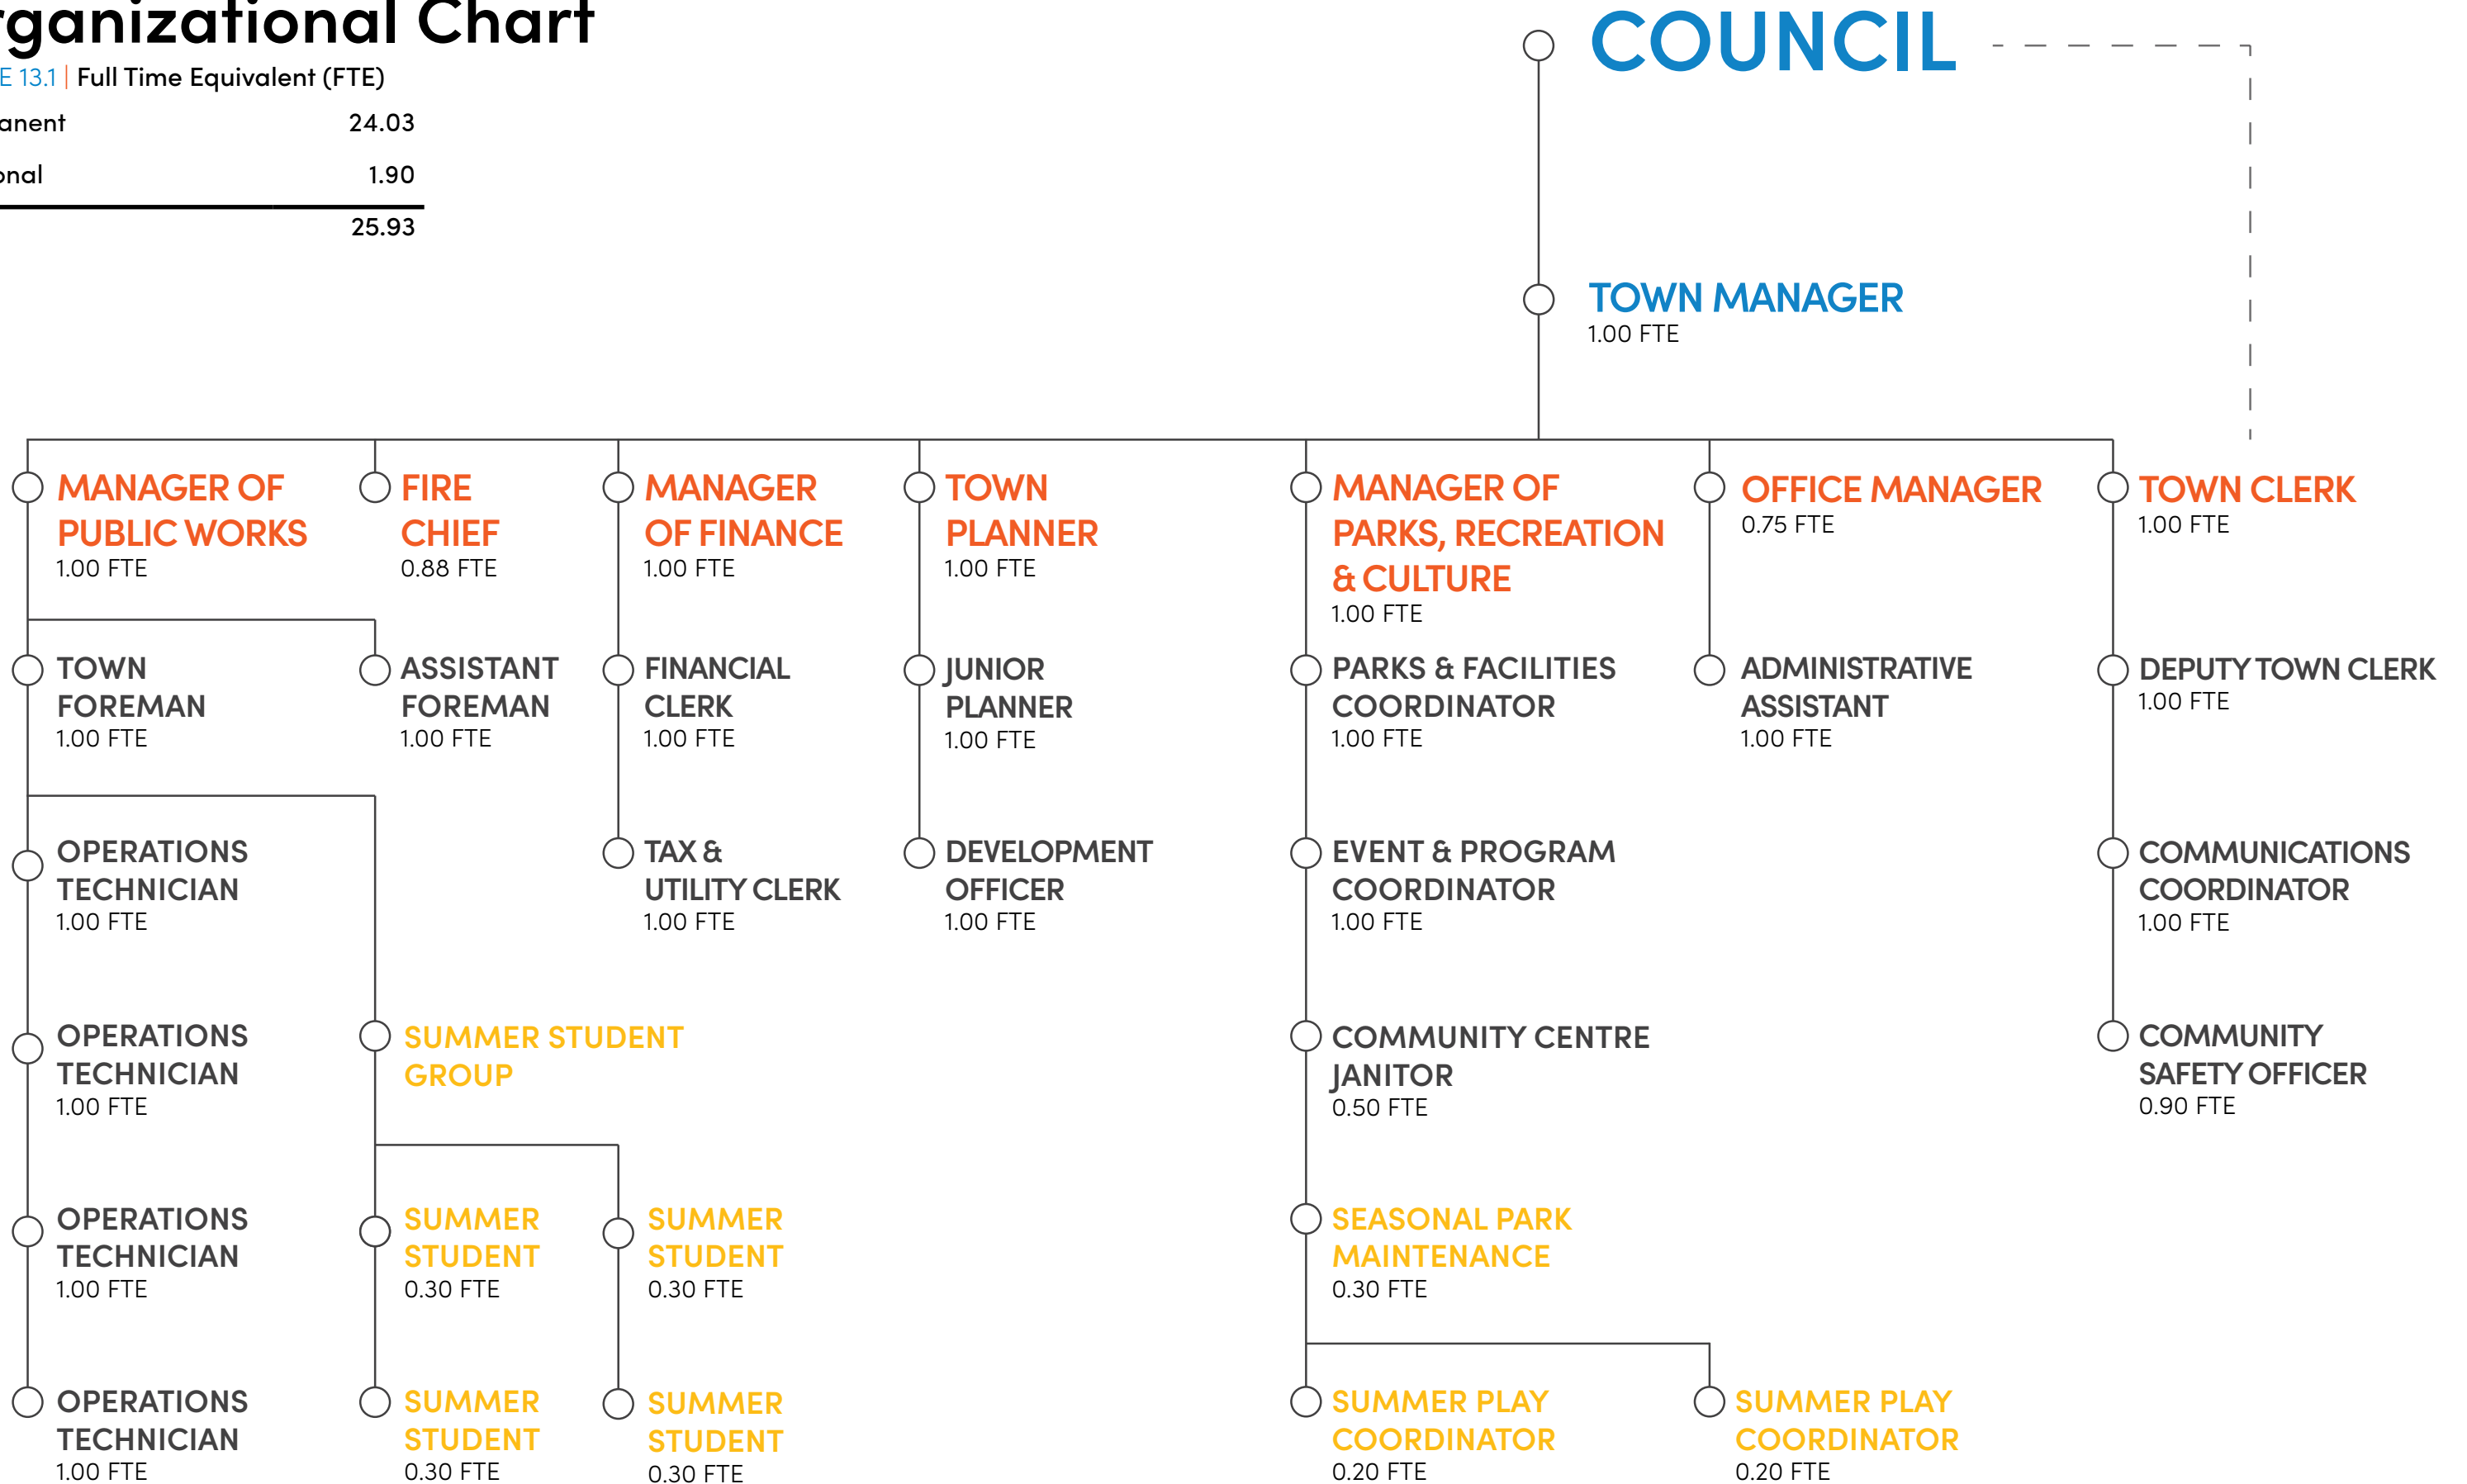 rganizational Chart
E 13.1 | Full Time Equivalent (FTE)
anent 24.03
onal 1.90
25.93
COUNCIL
TOWN MANAGER
1.00 FTE
MANAGER OF
PUBLIC WORKS
1.00 FTE
FIRE
CHIEF
0.88 FTE
MANAGER
OF FINANCE
1.00 FTE
TOWN
PLANNER
1.00 FTE
MANAGER OF
PARKS, RECREATION
& CULTURE
1.00 FTE
OFFICE MANAGER
0.75 FTE
TOWN CLERK
1.00 FTE
TOWN
FOREMAN
1.00 FTE
ASSISTANT
FOREMAN
1.00 FTE
FINANCIAL
CLERK
1.00 FTE
JUNIOR
PLANNER
1.00 FTE
PARKS & FACILITIES
COORDINATOR
1.00 FTE
ADMINISTRATIVE
ASSISTANT
1.00 FTE
DEPUTY TOWN CLERK
1.00 FTE
OPERATIONS
TECHNICIAN
1.00 FTE
TAX &
UTILITY CLERK
1.00 FTE
DEVELOPMENT
OFFICER
1.00 FTE
EVENT & PROGRAM
COORDINATOR
1.00 FTE
COMMUNICATIONS
COORDINATOR
1.00 FTE
OPERATIONS
TECHNICIAN
1.00 FTE
SUMMER STUDENT
GROUP
COMMUNITY CENTRE
JANITOR
0.50 FTE
COMMUNITY
SAFETY OFFICER
0.90 FTE
OPERATIONS
TECHNICIAN
1.00 FTE
SUMMER
STUDENT
0.30 FTE
SUMMER
STUDENT
0.30 FTE
SEASONAL PARK
MAINTENANCE
0.30 FTE
OPERATIONS
TECHNICIAN
1.00 FTE
SUMMER
STUDENT
0.30 FTE
SUMMER
STUDENT
0.30 FTE
SUMMER PLAY
COORDINATOR
0.20 FTE
SUMMER PLAY
COORDINATOR
0.20 FTE